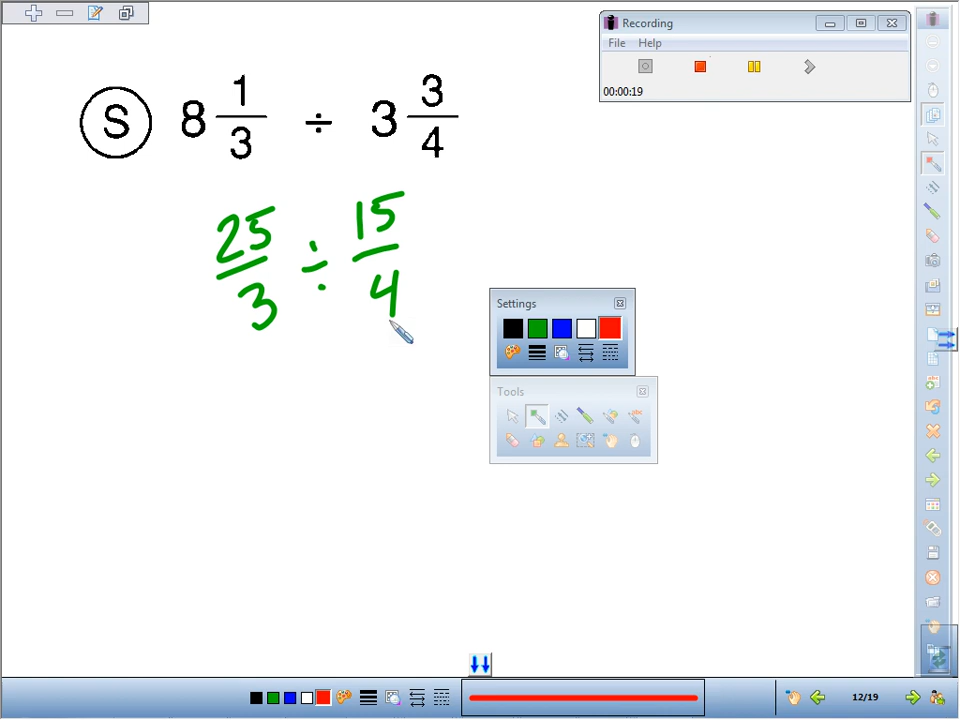 Recording
File Help
00:00:19
S 8 1/3 ÷ 3 3/4
25/3 ÷ 15/4
Settings
Tools
12/19